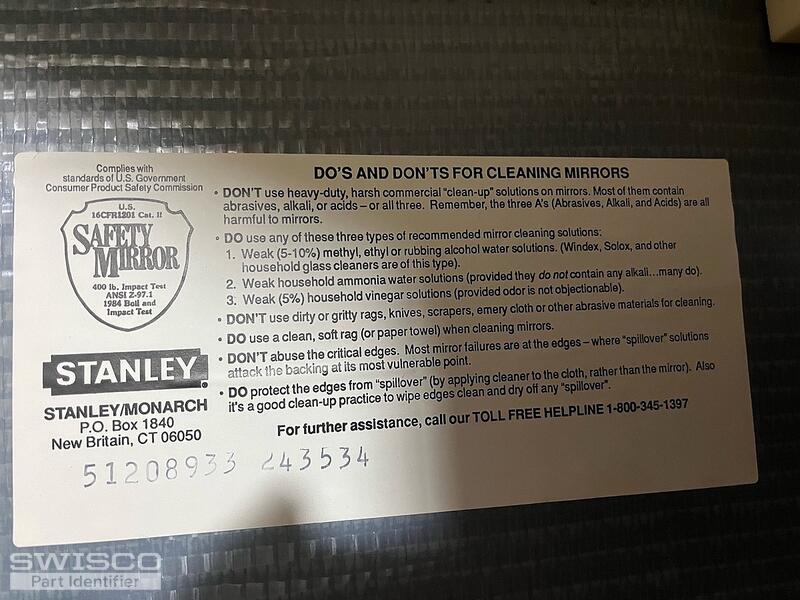 Complies with
standards of U.S. Government
Consumer Product Safety Commission
U.S.
16CFR1201 Cat. II
SAFETY
MIRROR
400 lb. Impact Test
ANSI Z-97.1
1984 Boil and
Impact Test
STANLEY
STANLEY/MONARCH
P.O. Box 1840
New Britain, CT 06050
DO'S AND DON'TS FOR CLEANING MIRRORS
• DON'T use heavy-duty, harsh commercial "clean-up" solutions on mirrors. Most of them contain
abrasives, alkali, or acids – or all three. Remember, the three A's (Abrasives, Alkali, and Acids) are all
harmful to mirrors.
• DO use any of these three types of recommended mirror cleaning solutions:
1. Weak (5-10%) methyl, ethyl or rubbing alcohol water solutions. (Windex, Solox, and other
household glass cleaners are of this type).
2. Weak household ammonia water solutions (provided they do not contain any alkali...many do).
3. Weak (5%) household vinegar solutions (provided odor is not objectionable).
• DON'T use dirty or gritty rags, knives, scrapers, emery cloth or other abrasive materials for cleaning.
• DO use a clean, soft rag (or paper towel) when cleaning mirrors.
• DON'T abuse the critical edges. Most mirror failures are at the edges – where "spillover" solutions
attack the backing at its most vulnerable point.
• DO protect the edges from "spillover" (by applying cleaner to the cloth, rather than the mirror). Also
it's a good clean-up practice to wipe edges clean and dry off any "spillover".
For further assistance, call our TOLL FREE HELPLINE 1-800-345-1397
51208933 243534
SWISCO
Part Identifier